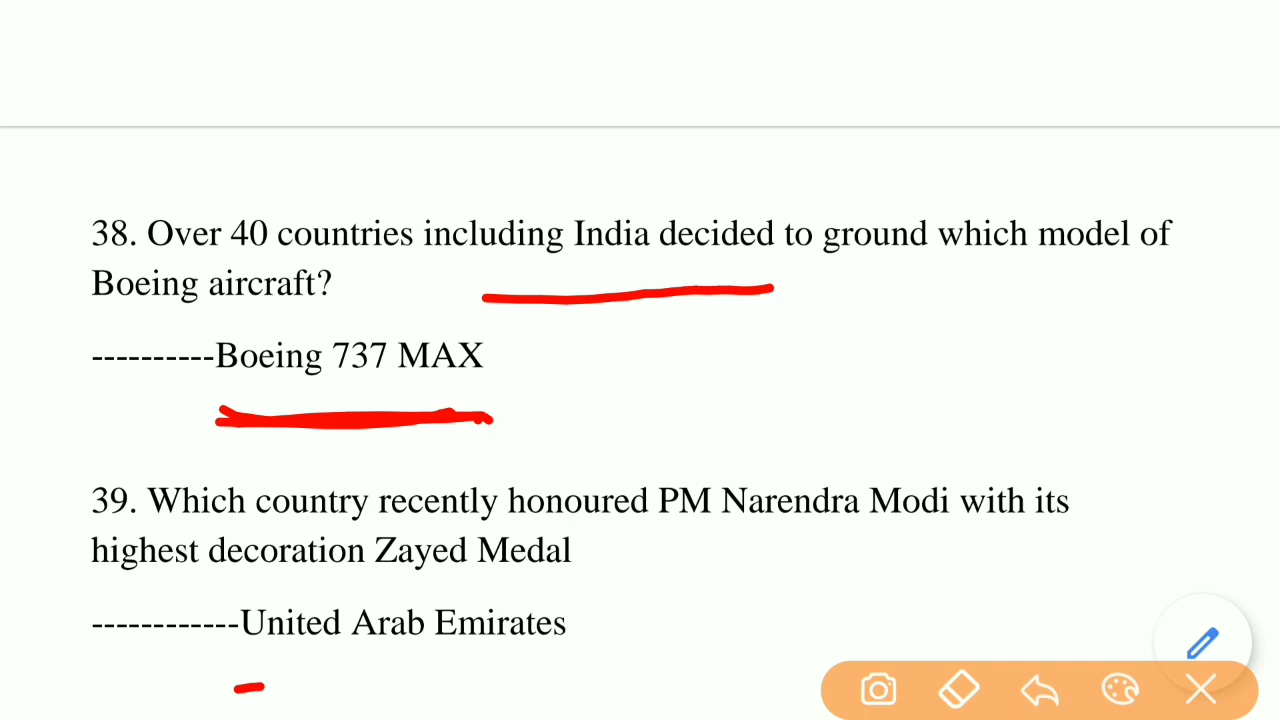 38. Over 40 countries including India decided to ground which model of
Boeing aircraft?
----------Boeing 737 MAX
39. Which country recently honoured PM Narendra Modi with its
highest decoration Zayed Medal
------------United Arab Emirates